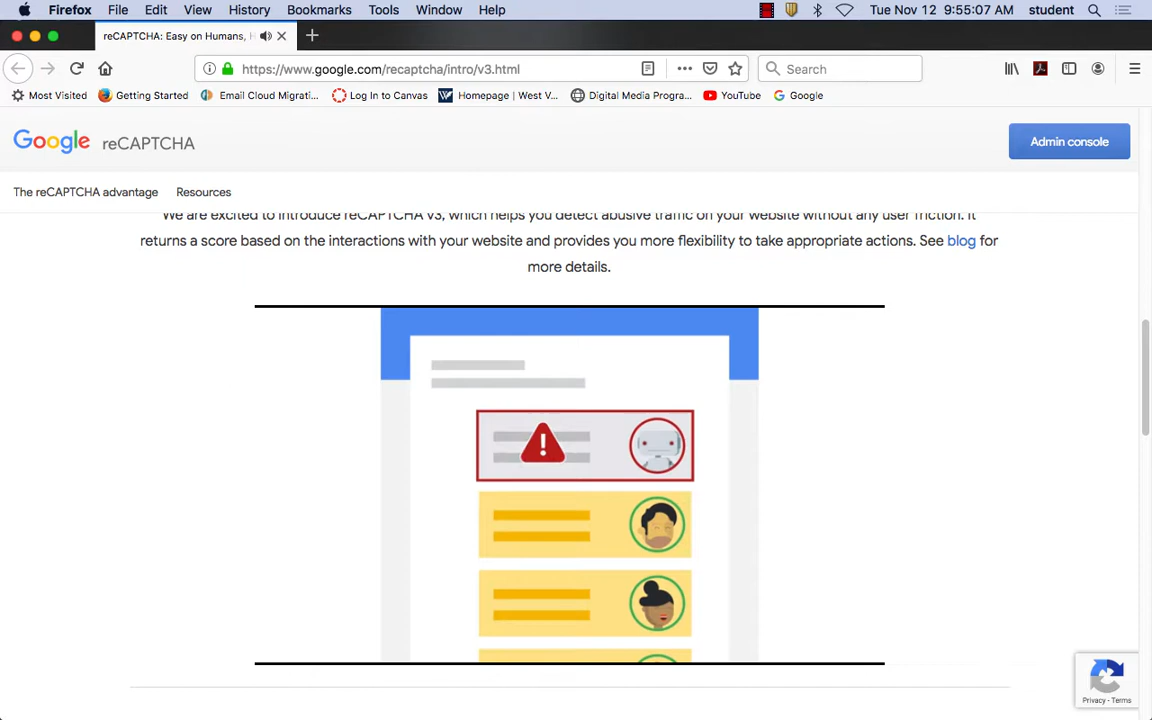 Firefox File Edit View History Bookmarks Tools Window Help Tue Nov 12 9:55:07 AM student
reCAPTCHA: Easy on Humans,
https://www.google.com/recaptcha/intro/v3.html Search
Most Visited Getting Started Email Cloud Migrati... Log In to Canvas Homepage | West V... Digital Media Progra... YouTube Google
Google reCAPTCHA Admin console
The reCAPTCHA advantage Resources
We are excited to introduce reCAPTCHA v3, which helps you detect abusive traffic on your website without any user friction. It
returns a score based on the interactions with your website and provides you more flexibility to take appropriate actions. See blog for
more details.
Privacy - Terms